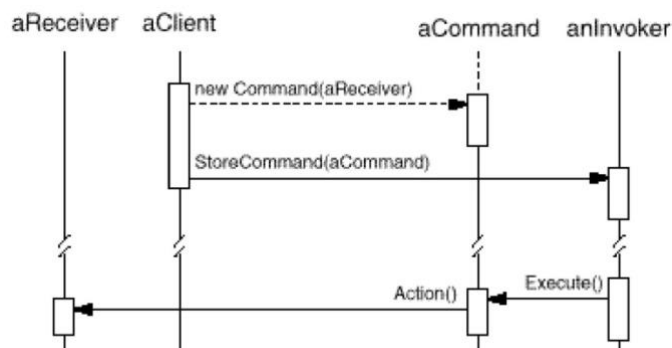 aReceiver aClient aCommand anInvoker
new Command(aReceiver)
StoreCommand(aCommand)
Execute()
Action()